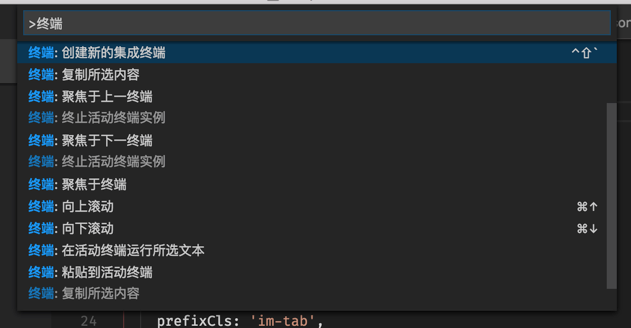 >终端
终端: 创建新的集成终端 ^⇧`
终端: 复制所选内容
终端: 聚焦于上一终端
终端: 终止活动终端实例
终端: 聚焦于下一终端
终端: 终止活动终端实例
终端: 聚焦于终端
终端: 向上滚动 ⌘↑
终端: 向下滚动 ⌘↓
终端: 在活动终端运行所选文本
终端: 粘贴到活动终端
终端: 复制所选内容
24 prefixCls: 'im-tab',